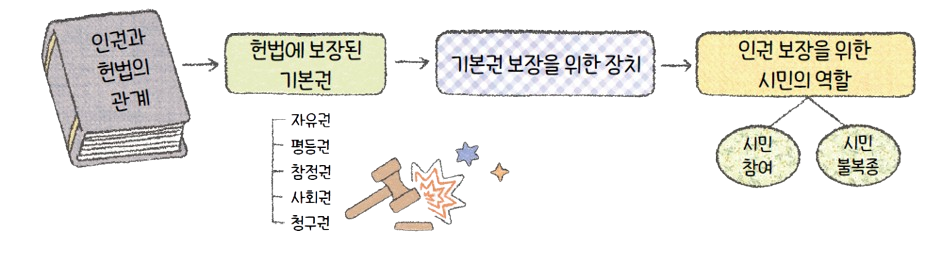 인권과
헌법의
관계
헌법에 보장된
기본권
자유권
평등권
참정권
사회권
청구권
기본권 보장을 위한 장치
인권 보장을 위한
시민의 역할
시민
참여
시민
불복종